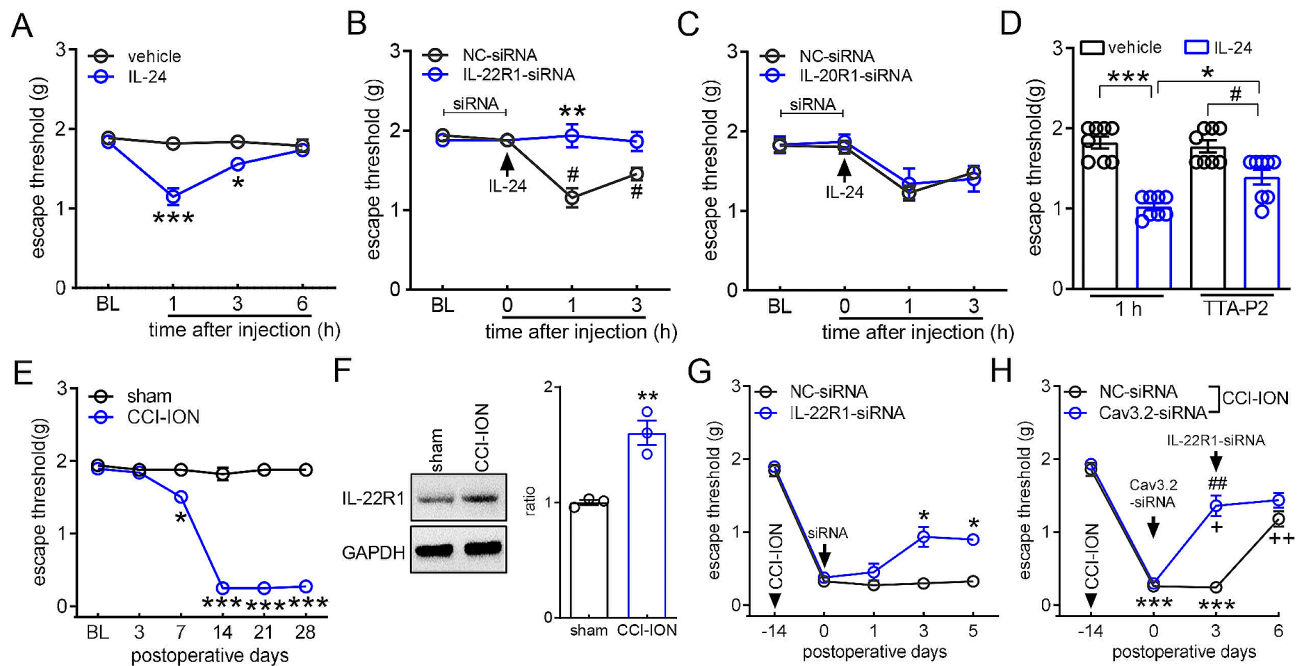 A
vehicle
IL-24
escape threshold (g)
3
2
1
0
***
*
BL 1 3 6
time after injection (h)
B
NC-siRNA
IL-22R1-siRNA
escape threshold (g)
3
2
1
0
siRNA
**
#
#
IL-24
BL 0 1 3
time after injection (h)
C
NC-siRNA
IL-20R1-siRNA
escape threshold (g)
3
2
1
0
siRNA
IL-24
BL 0 1 3
time after injection (h)
D
vehicle IL-24
escape threshold(g)
3
2
1
0
***
*
#
1 h TTA-P2
E
sham
CCI-ION
escape threshold(g)
3
2
1
0
*
*** *** ***
BL 3 7 14 21 28
postoperative days
F
sham
CCI-ION
IL-22R1
GAPDH
ratio
2
1
0
**
sham CCI-ION
G
NC-siRNA
IL-22R1-siRNA
escape threshold (g)
3
2
1
0
siRNA
*
*
CCI-ION
-14 0 1 3 5
postoperative days
H
NC-siRNA
Cav3.2-siRNA
CCI-ION
escape threshold (g)
3
2
1
0
IL-22R1-siRNA
Cav3.2
-siRNA
##
+
++
CCI-ION
*** ***
-14 0 3 6
postoperative days